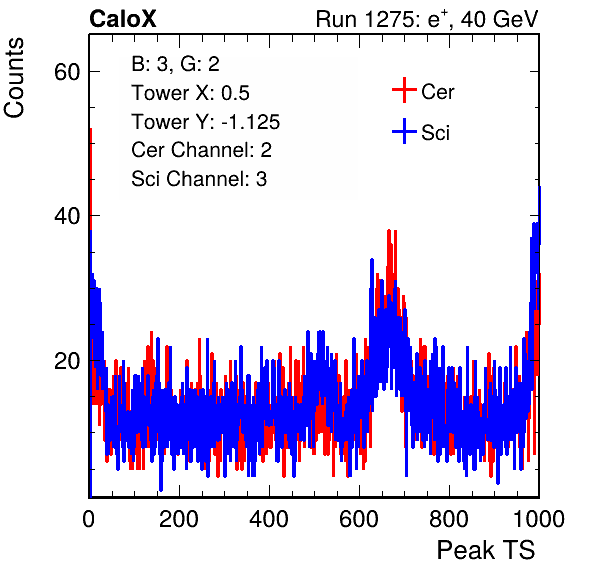 CaloX
Run 1275: e+, 40 GeV
Counts
B: 3, G: 2
Tower X: 0.5
Tower Y: -1.125
Cer Channel: 2
Sci Channel: 3
Cer
Sci
60
40
20
0 200 400 600 800 1000
Peak TS